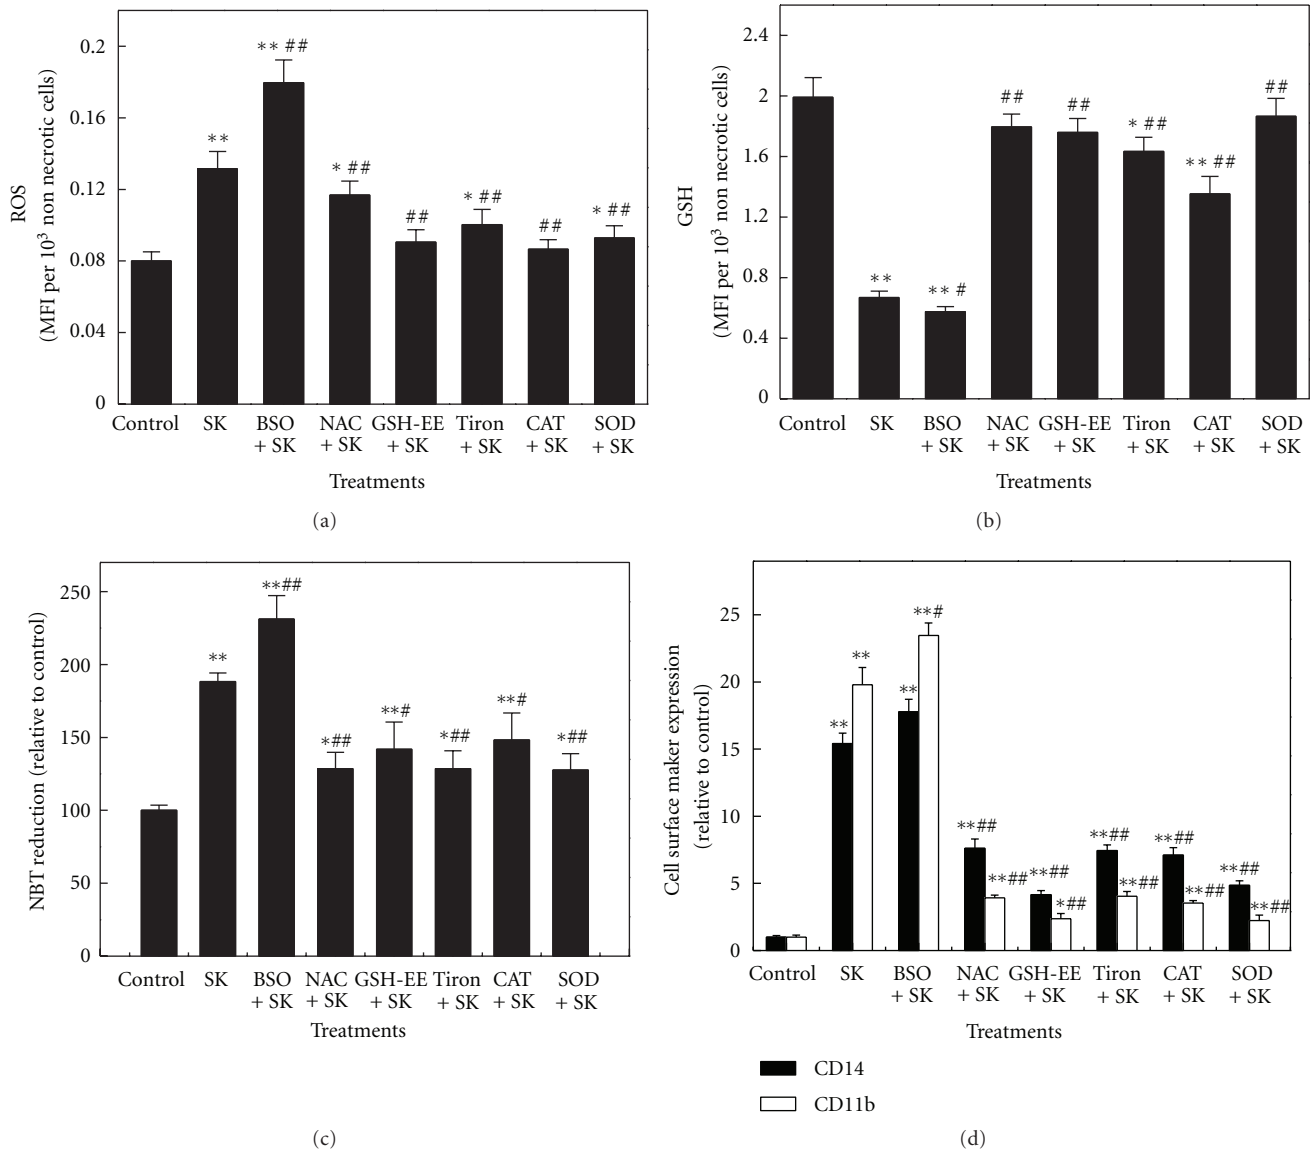 0.2
0.16
0.12
0.08
0.04
0
ROS
(MFI per 10³ non necrotic cells)
**
** ##
* ##
##
* ##
##
* ##
Control SK BSO NAC GSH-EE Tiron CAT SOD
+ SK + SK + SK + SK + SK + SK
Treatments
(a)
2.4
2
1.6
1.2
0.8
0.4
0
GSH
(MFI per 10³ non necrotic cells)
**
** #
##
##
* ##
** ##
##
Control SK BSO NAC GSH-EE Tiron CAT SOD
+ SK + SK + SK + SK + SK + SK
Treatments
(b)
250
200
150
100
50
0
NBT reduction (relative to control)
**
**##
*##
**#
*##
**#
*##
Control SK BSO NAC GSH-EE Tiron CAT SOD
+ SK + SK + SK + SK + SK + SK
Treatments
(c)
25
20
15
10
5
0
Cell surface maker expression
(relative to control)
**
**
**
**#
**##
**##
**##
*##
**##
**##
**##
**##
**##
**##
Control SK BSO NAC GSH-EE Tiron CAT SOD
+ SK + SK + SK + SK + SK + SK
Treatments
CD14
CD11b
(d)